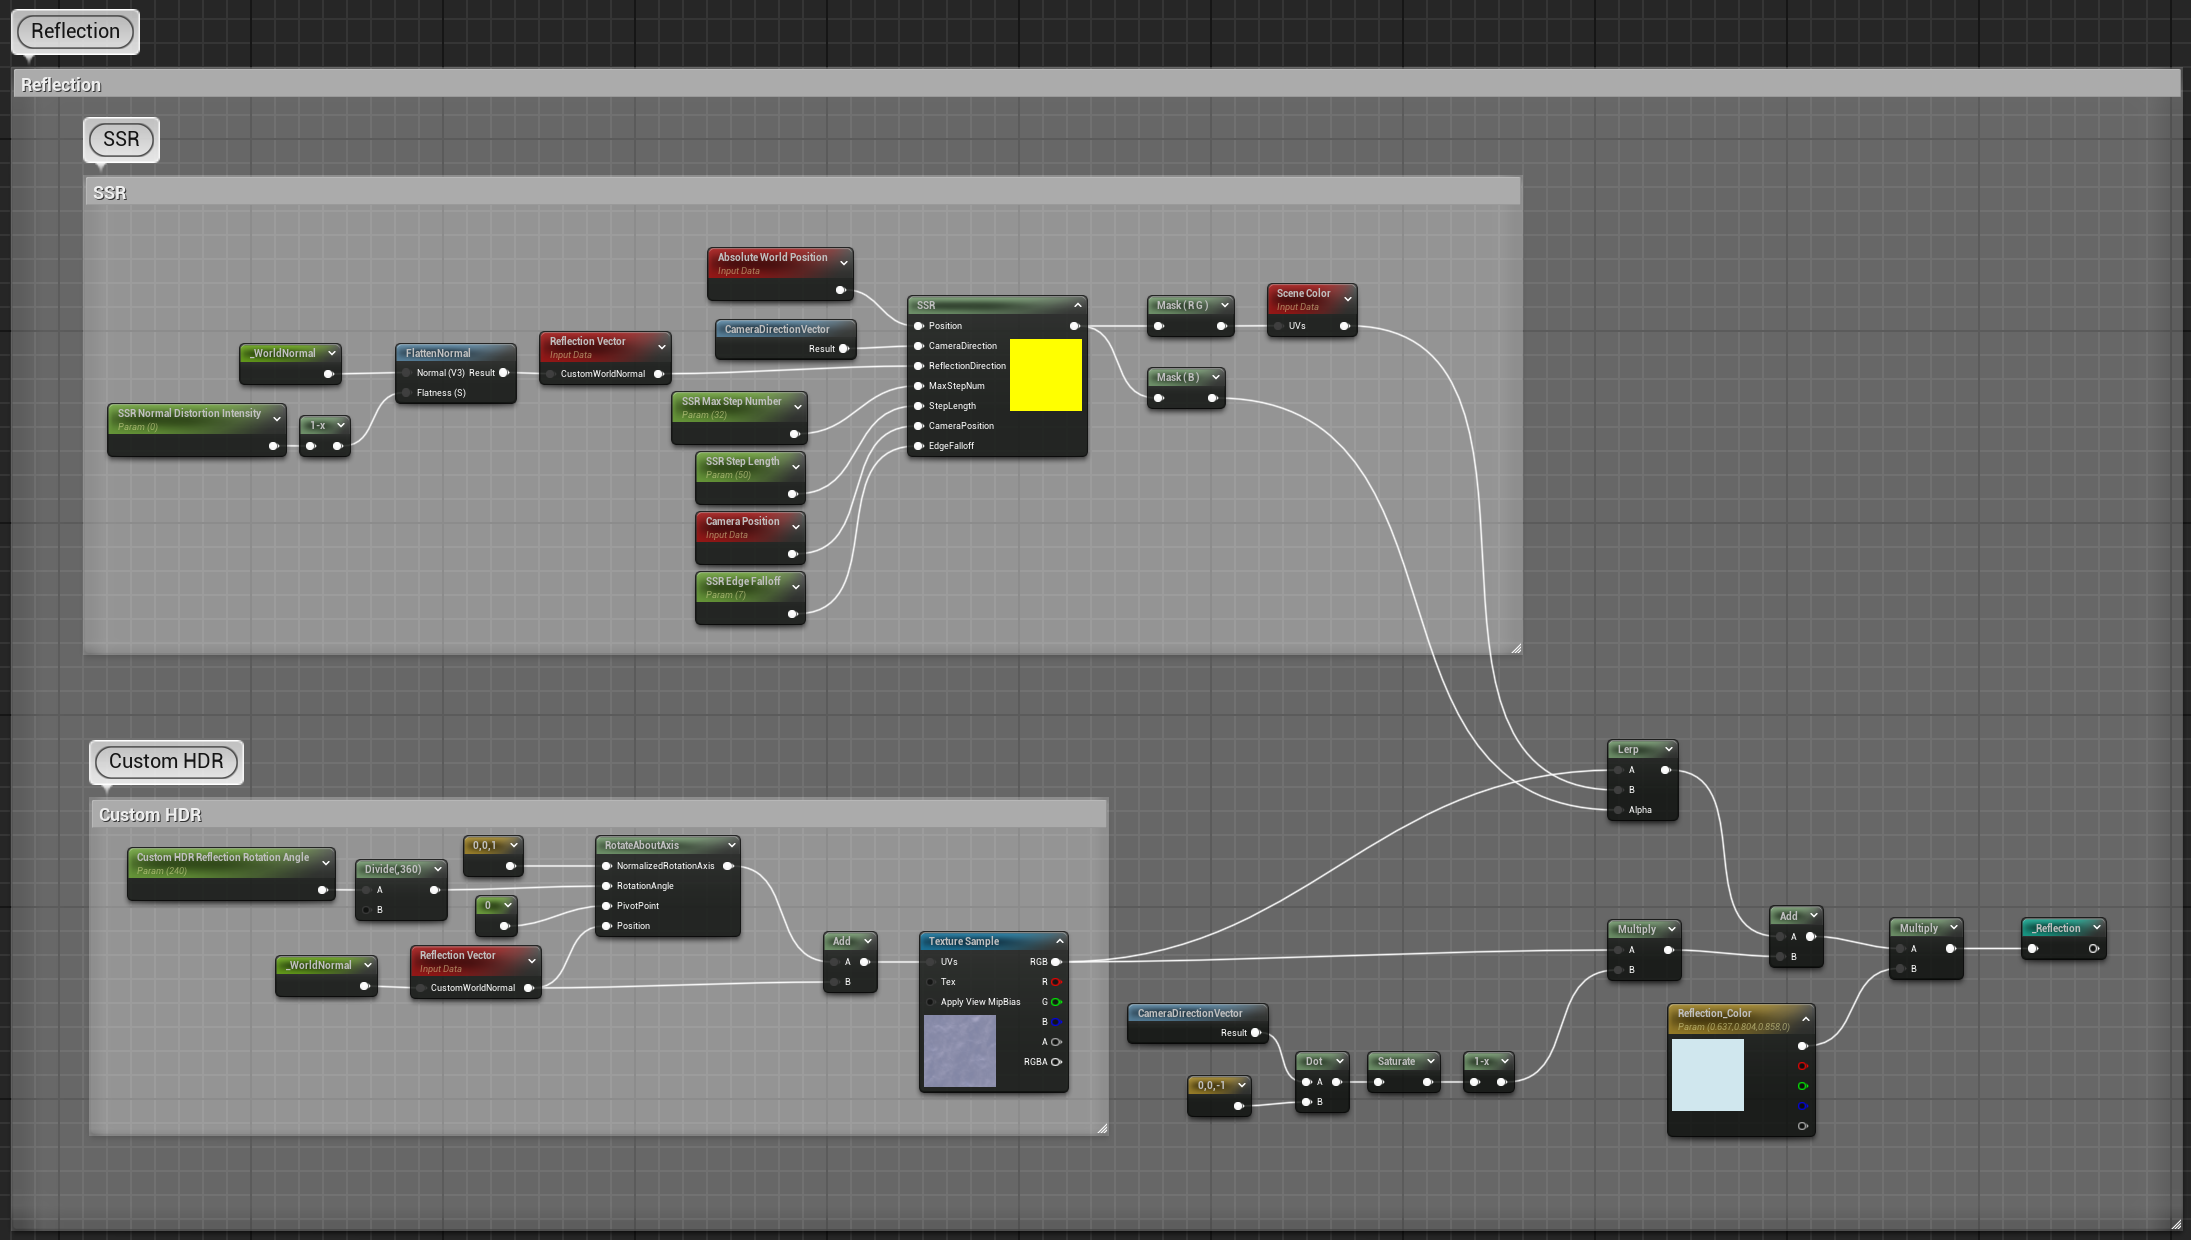 Reflection
Reflection
SSR
SSR
Absolute World Position
Input Data
CameraDirectionVector
Result
_WorldNormal
FlattenNormal
Normal (V3) Result
Flatness (S)
Reflection Vector
Input Data
CustomWorldNormal
SSR Normal Distortion Intensity
Param (0)
1-x
SSR Max Step Number
Param (32)
SSR Step Length
Param (50)
Camera Position
Input Data
SSR Edge Falloff
Param (7)
SSR
Position
CameraDirection
ReflectionDirection
MaxStepNum
StepLength
CameraPosition
EdgeFalloff
Mask ( R G )
Mask ( B )
Scene Color
Input Data
UVs
Custom HDR
Custom HDR
Custom HDR Reflection Rotation Angle
Param (240)
Divide(,360)
A
B
0,0,1
0
RotateAboutAxis
NormalizedRotationAxis
RotationAngle
PivotPoint
Position
_WorldNormal
Reflection Vector
Input Data
CustomWorldNormal
Add
A
B
Texture Sample
UVs RGB
Tex R
Apply View MipBias G
B
A
RGBA
CameraDirectionVector
Result
0,0,-1
Dot
A
B
Saturate
1-x
Lerp
A
B
Alpha
Multiply
A
B
Add
A
B
Reflection_Color
Param (0.637,0.804,0.858,0)
Multiply
A
B
_Reflection